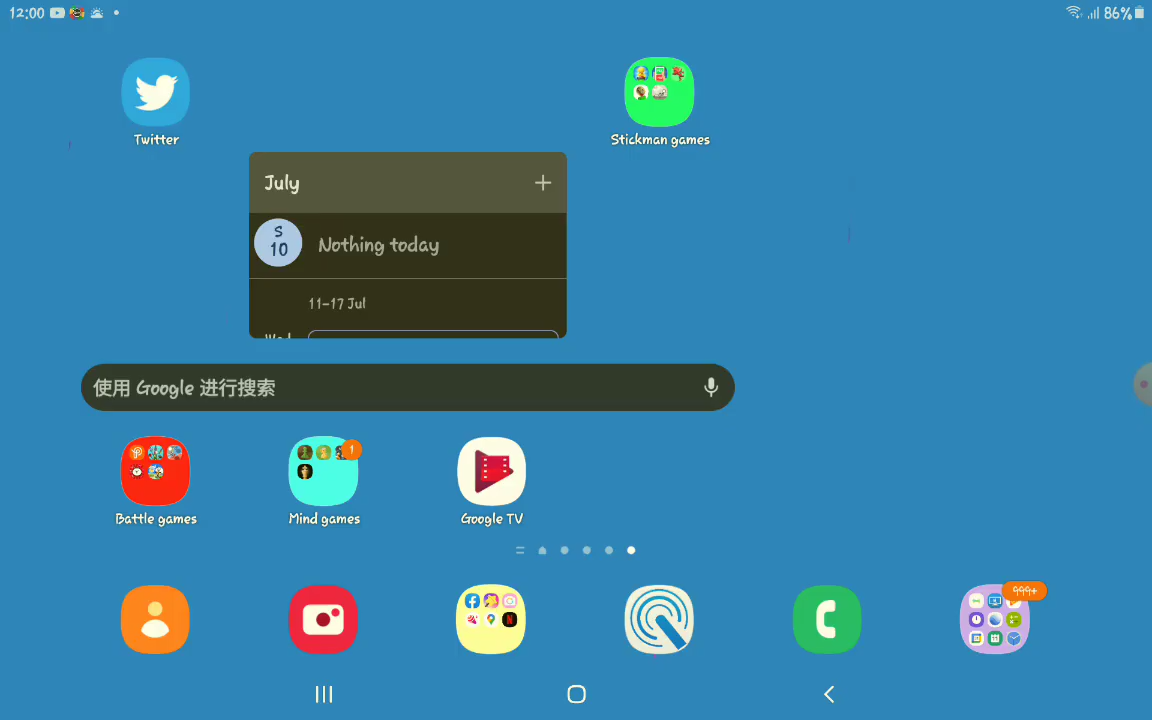 12:00
86%
Twitter
Stickman games
July
S
10
Nothing today
11-17 Jul
使用 Google 进行搜索
1
Battle games
Mind games
Google TV
999+